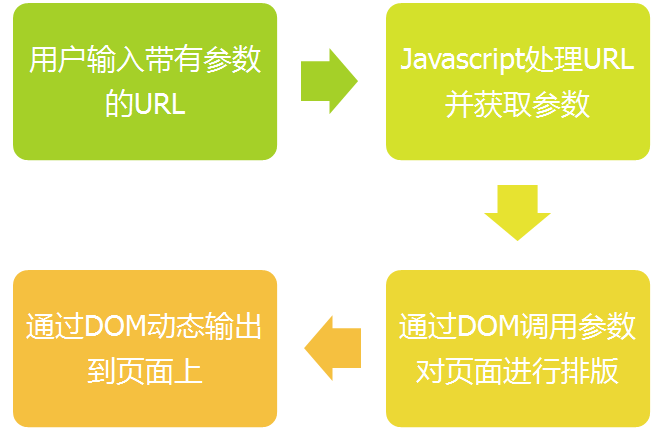 用户输入带有参数
的URL
Javascript处理URL
并获取参数
通过DOM调用参数
对页面进行排版
通过DOM动态输出
到页面上